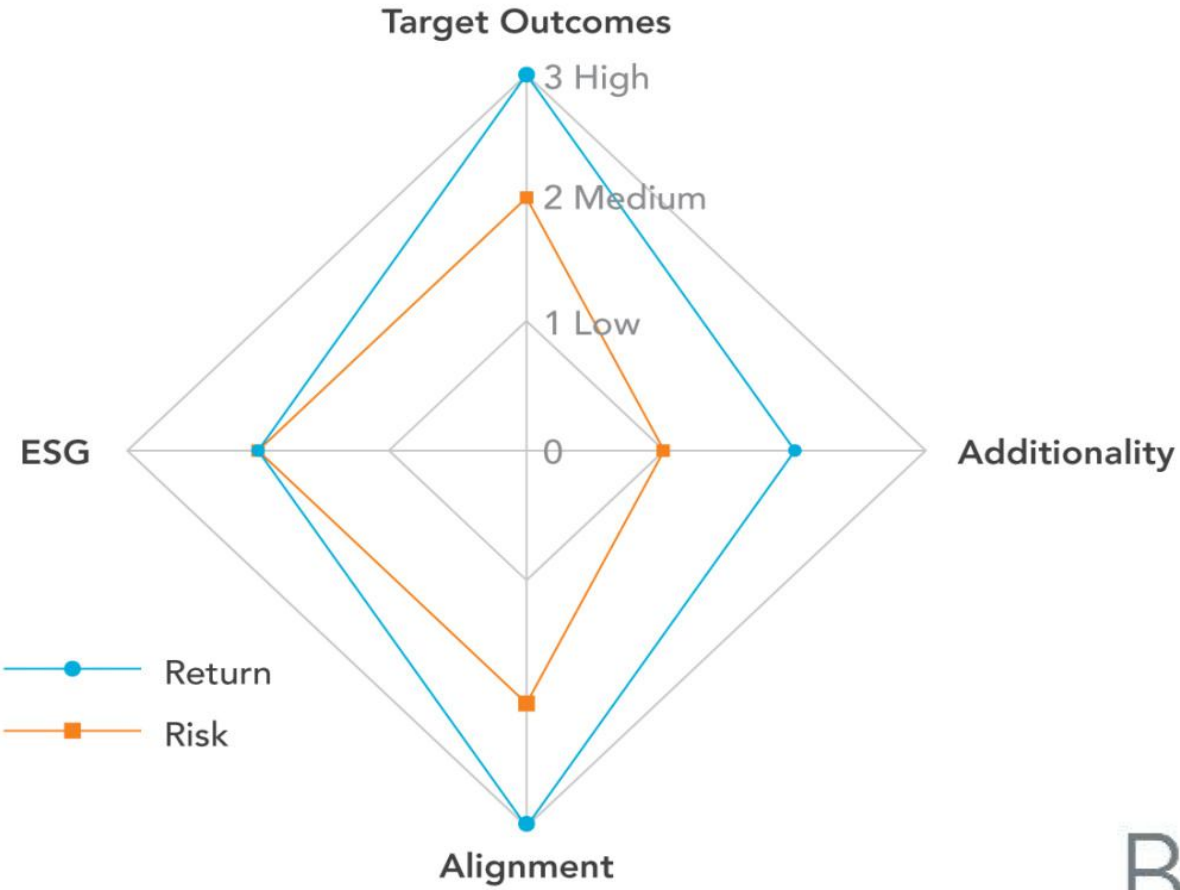 Target Outcomes
3 High
2 Medium
1 Low
ESG
0
Additionality
Return
Risk
Alignment
B